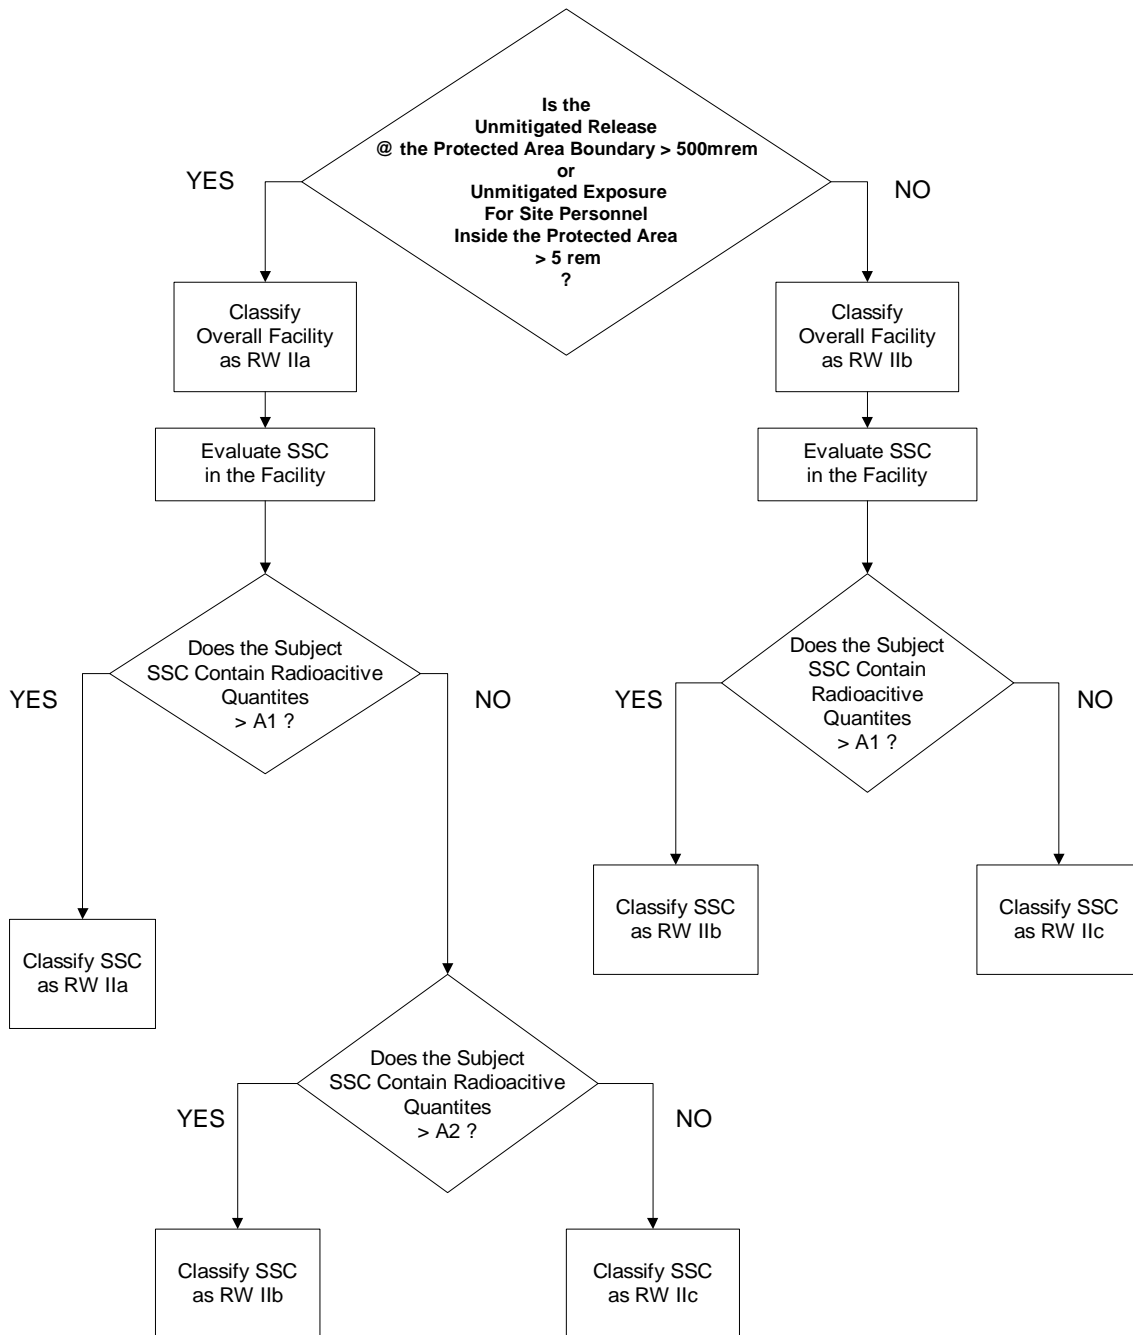 Is the
Unmitigated Release
@ the Protected Area Boundary > 500mrem
or
Unmitigated Exposure
For Site Personnel
Inside the Protected Area
> 5 rem
?
YES
NO
Classify
Overall Facility
as RW IIa
Classify
Overall Facility
as RW IIb
Evaluate SSC
in the Facility
Evaluate SSC
in the Facility
Does the Subject
SSC Contain Radioacitive
Quantites
> A1 ?
YES
NO
Does the Subject
SSC Contain
Radioacitive
Quantites
> A1 ?
YES
NO
Classify SSC
as RW IIa
Classify SSC
as RW IIb
Classify SSC
as RW IIc
Does the Subject
SSC Contain Radioacitive
Quantites
> A2 ?
YES
NO
Classify SSC
as RW IIb
Classify SSC
as RW IIc